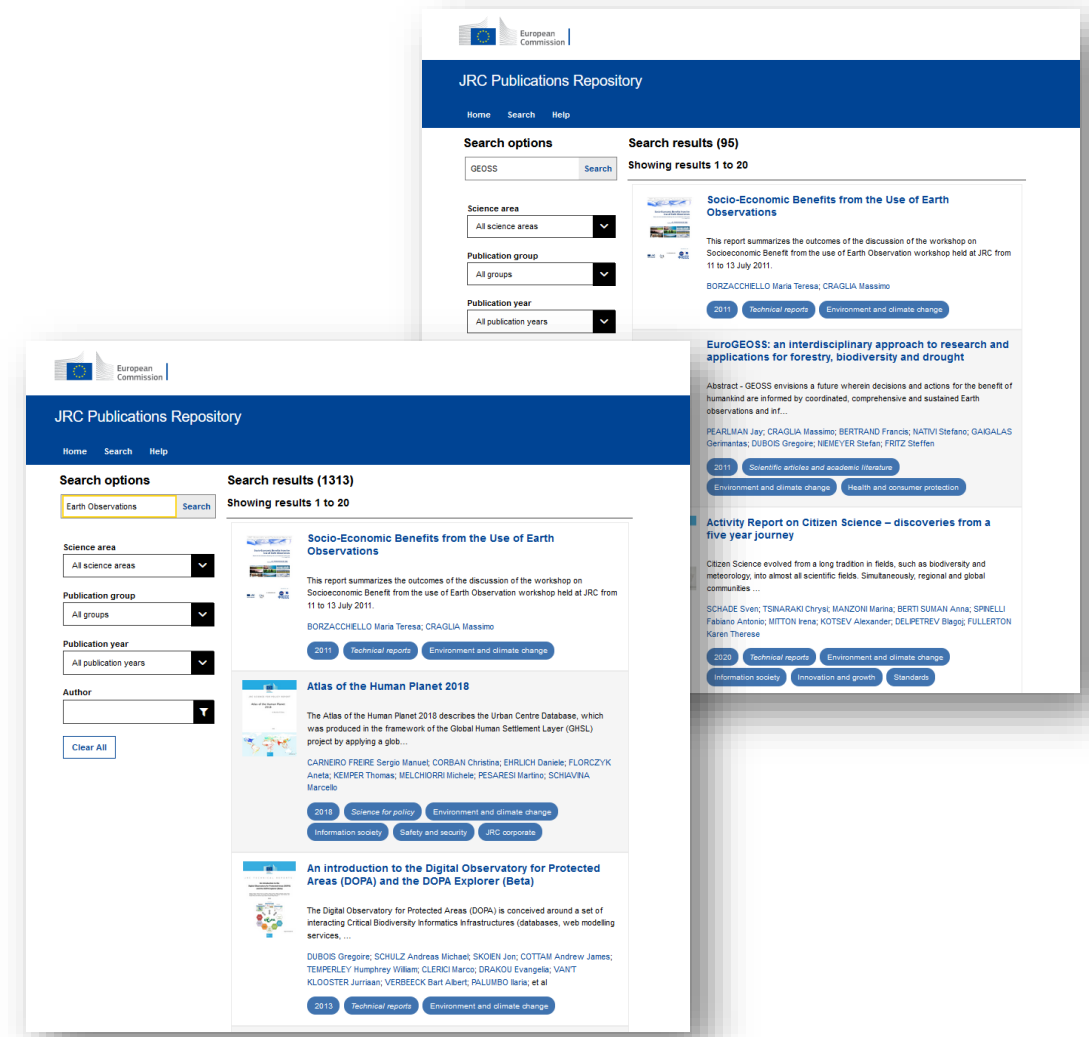 European
Commission
JRC Publications Repository
Home Search Help
Search options
GEOSS
Search
Science area
All science areas
Publication group
All groups
Publication year
All publication years
Search results (95)
Showing results 1 to 20
Socio-Economic Benefits from the Use of Earth
Observations
This report summarizes the outcomes of the discussion of the workshop on
Socioeconomic Benefit from the use of Earth Observation workshop held at JRC from
11 to 13 July 2011.
BORZACCHIELLO Maria Teresa; CRAGLIA Massimo
2011 Technical reports Environment and climate change
EuroGEOSS: an interdisciplinary approach to research and
applications for forestry, biodiversity and drought
Abstract - GEOSS envisions a future wherein decisions and actions for the benefit of
humankind are informed by coordinated, comprehensive and sustained Earth
observations and inf...
PEARLMAN Jay; CRAGLIA Massimo; BERTRAND Francis; NATIVI Stefano; GAIGALAS
Gerimantas; DUBOIS Gregoire; NIEMEYER Stefan; FRITZ Steffen
2011 Scientific articles and academic literature
Environment and climate change Health and consumer protection
Activity Report on Citizen Science – discoveries from a
five year journey
Citizen Science evolved from a long tradition in fields, such as biodiversity and
meteorology, into almost all scientific fields. Simultaneously, regional and global
communities ...
SCHADE Sven; TSINARAKI Chrysi; MANZONI Marina; BERTI SUMAN Anna; SPINELLI
Fabiano Antonio; MITTON Irena; KOTSEV Alexander; DELIPETREV Blagoj; FULLERTON
Karen Therese
2020 Technical reports Environment and climate change
Information society Innovation and growth Standards
European
Commission
JRC Publications Repository
Home Search Help
Search options
Earth Observations
Search
Science area
All science areas
Publication group
All groups
Publication year
All publication years
Author
Clear All
Search results (1313)
Showing results 1 to 20
Socio-Economic Benefits from the Use of Earth
Observations
This report summarizes the outcomes of the discussion of the workshop on
Socioeconomic Benefit from the use of Earth Observation workshop held at JRC from
11 to 13 July 2011.
BORZACCHIELLO Maria Teresa; CRAGLIA Massimo
2011 Technical reports Environment and climate change
Atlas of the Human Planet 2018
The Atlas of the Human Planet 2018 describes the Urban Centre Database, which
was produced in the framework of the Global Human Settlement Layer (GHSL)
project by applying a glob...
CARNEIRO FREIRE Sergio Manuel; CORBAN Christina; EHRLICH Daniele; FLORCZYK
Aneta; KEMPER Thomas; MELCHIORRI Michele; PESARESI Martino; SCHIAVINA
Marcello
2018 Science for policy Environment and climate change
Information society Safety and security JRC corporate
An introduction to the Digital Observatory for Protected
Areas (DOPA) and the DOPA Explorer (Beta)
The Digital Observatory for Protected Areas (DOPA) is conceived around a set of
interacting Critical Biodiversity Informatics Infrastructures (databases, web modelling
services, ...
DUBOIS Gregoire; SCHULZ Andreas Michael; SKOIEN Jon; COTTAM Andrew James;
TEMPERLEY Humphrey William; CLERICI Marco; DRAKOU Evangelia; VAN'T
KLOOSTER Jurriaan; VERBEECK Bart Albert; PALUMBO Ilaria; et al
2013 Technical reports Environment and climate change